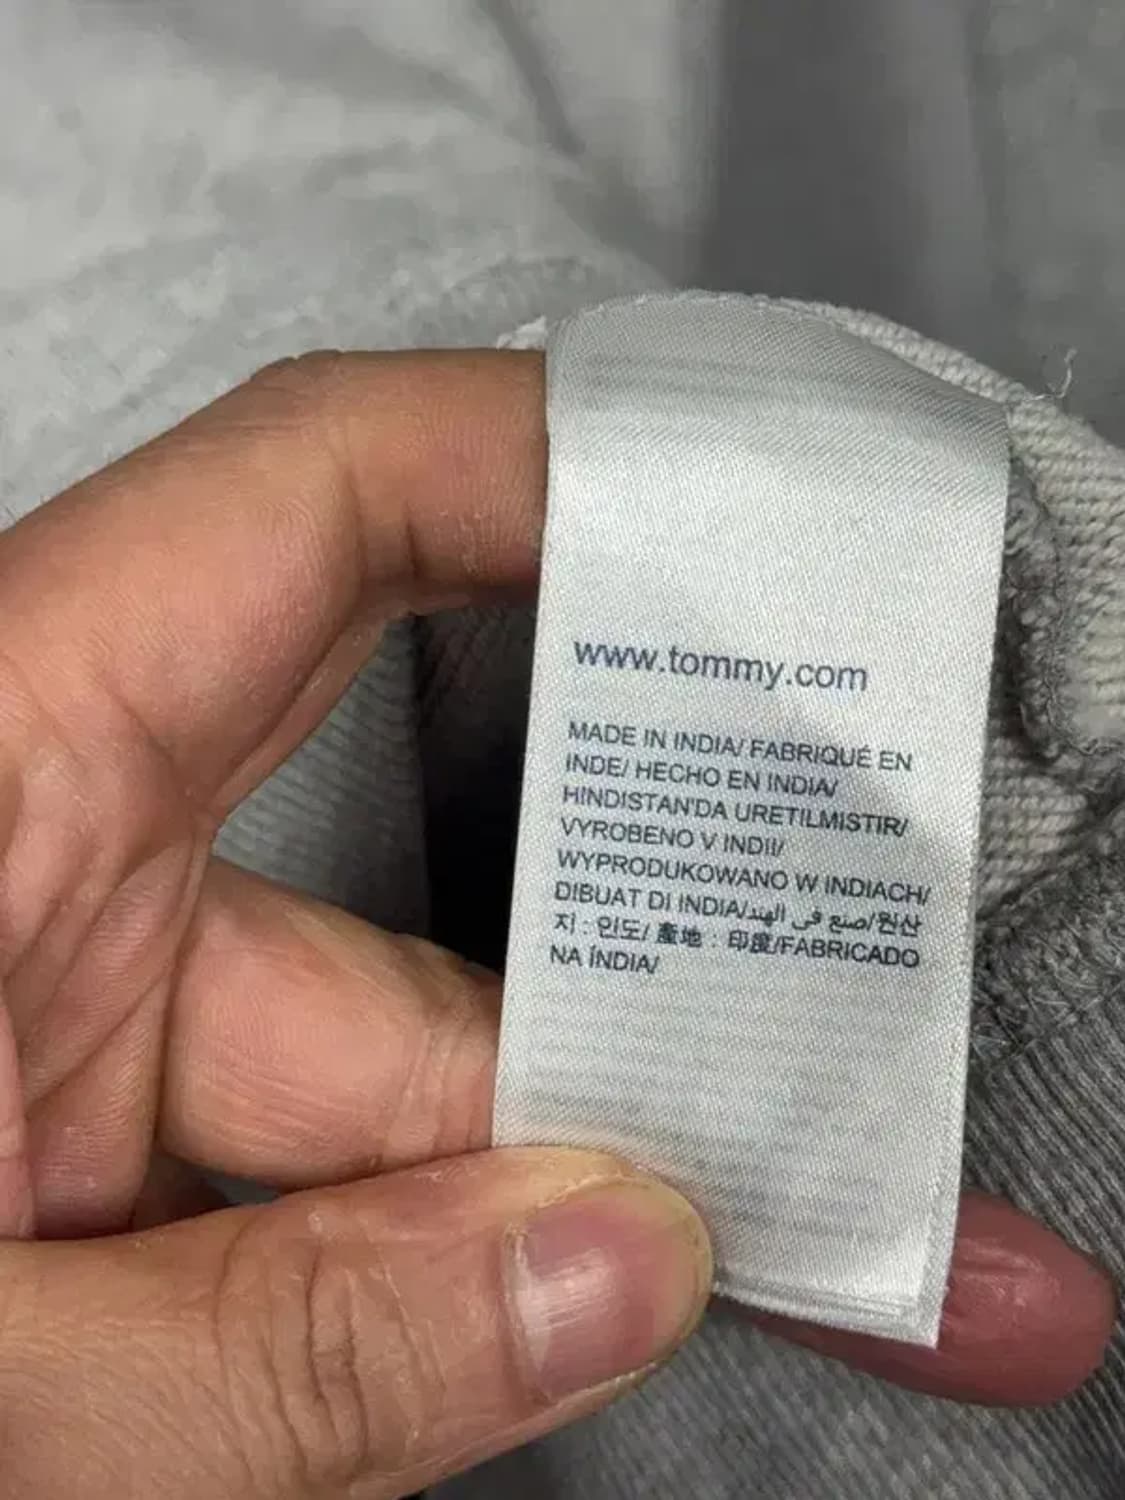 www.tommy.com
MADE IN INDIA/ FABRIQUÉ EN
INDE/ HECHO EN INDIA/
HINDISTAN'DA URETILMISTIR/
VYROBENO V INDII/
WYPRODUKOWANO W INDIACH/
DIBUAT DI INDIA/صنع في الهند/원산
지 : 인도/ 產地 : 印度/FABRICADO
NA ÍNDIA/